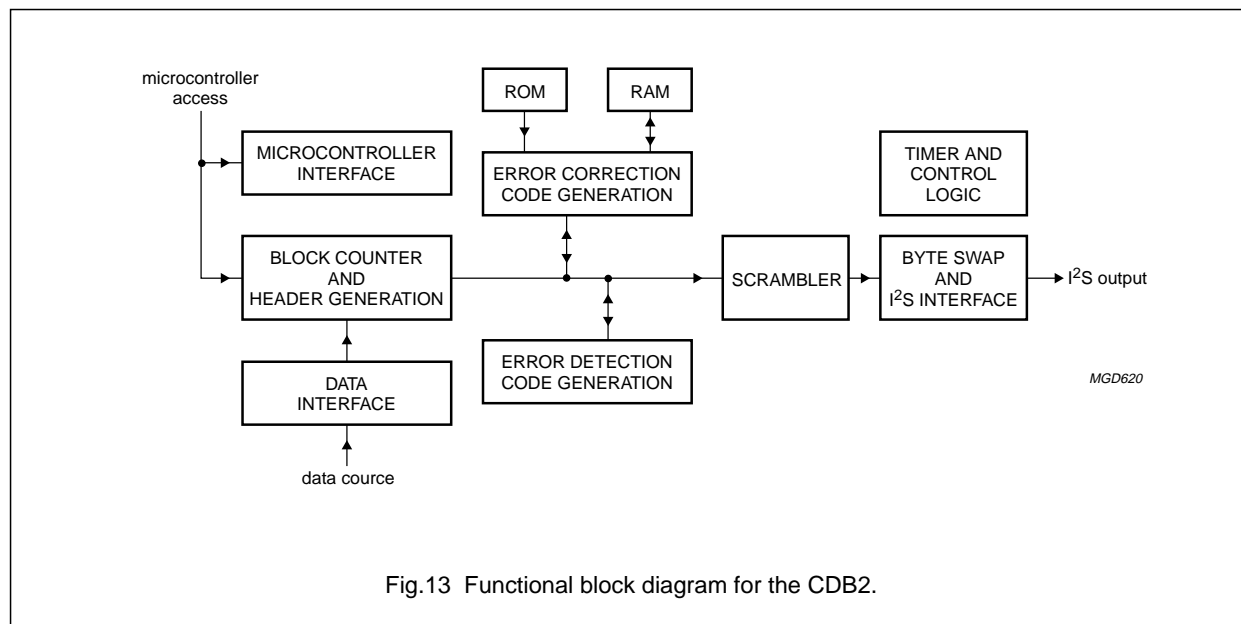 microcontroller
access
ROM
RAM
MICROCONTROLLER
INTERFACE
ERROR CORRECTION
CODE GENERATION
TIMER AND
CONTROL
LOGIC
BLOCK COUNTER
AND
HEADER GENERATION
SCRAMBLER
BYTE SWAP
AND
I²S INTERFACE
I²S output
ERROR DETECTION
CODE GENERATION
MGD620
DATA
INTERFACE
data cource
Fig.13 Functional block diagram for the CDB2.